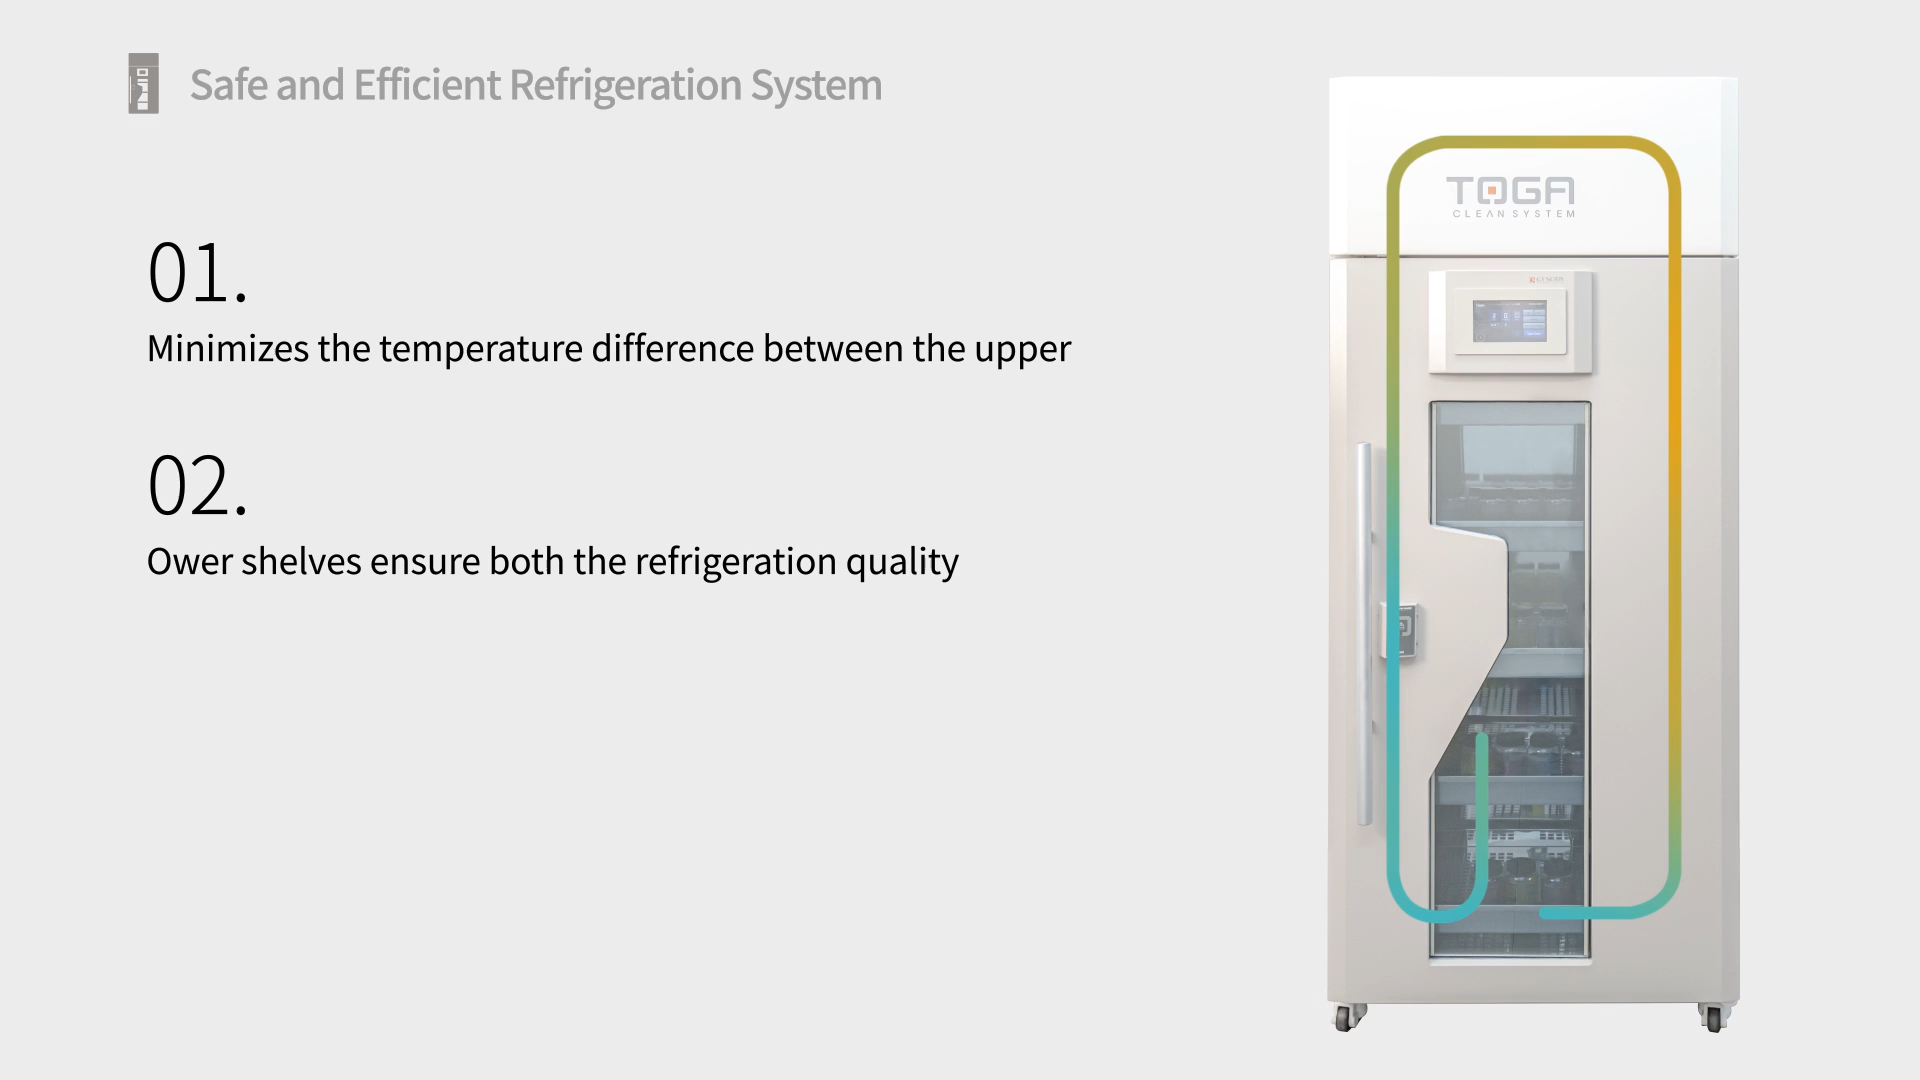 Safe and Efficient Refrigeration System
01.
Minimizes the temperature difference between the upper
02.
Ower shelves ensure both the refrigeration quality
TOGA
CLEAN SYSTEM